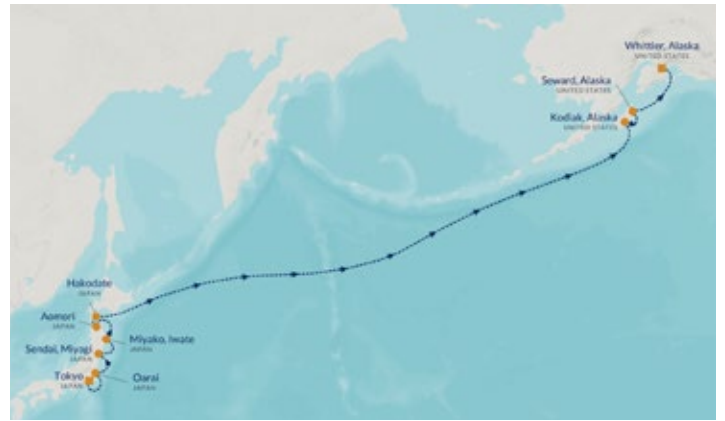 Whittier, Alaska
UNITED STATES
Seward, Alaska
UNITED STATES
Kodiak, Alaska
UNITED STATES
Hakodate
JAPAN
Aomori
JAPAN
Miyako, Iwate
JAPAN
Sendai, Miyagi
JAPAN
Tokyo
JAPAN
Oarai
JAPAN